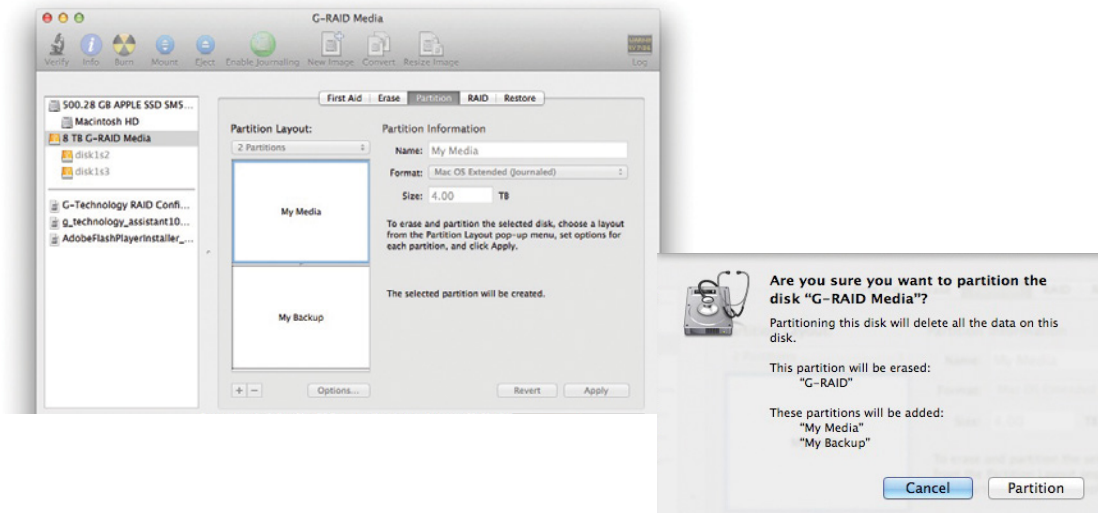 G-RAID Media
Verify Info Burn Mount Eject Enable Journaling New Image Convert Resize Image Log
First Aid Erase Partition RAID Restore
500.28 GB APPLE SSD SMS...
Macintosh HD
8 TB G-RAID Media
disk1s2
disk1s3
G-Technology RAID Confi...
g_technology_assistant10...
AdobeFlashPlayerInstaller_...
Partition Layout:
2 Partitions
My Media
My Backup
+ −
Options...
Partition Information
Name: My Media
Format: Mac OS Extended (Journaled)
Size: 4.00 TB
To erase and partition the selected disk, choose a layout
from the Partition Layout pop-up menu, set options for
each partition, and click Apply.
The selected partition will be created.
Revert Apply
Are you sure you want to partition the
disk “G-RAID Media”?
Partitioning this disk will delete all the data on this
disk.
This partition will be erased:
“G-RAID”
These partitions will be added:
“My Media”
“My Backup”
Cancel Partition